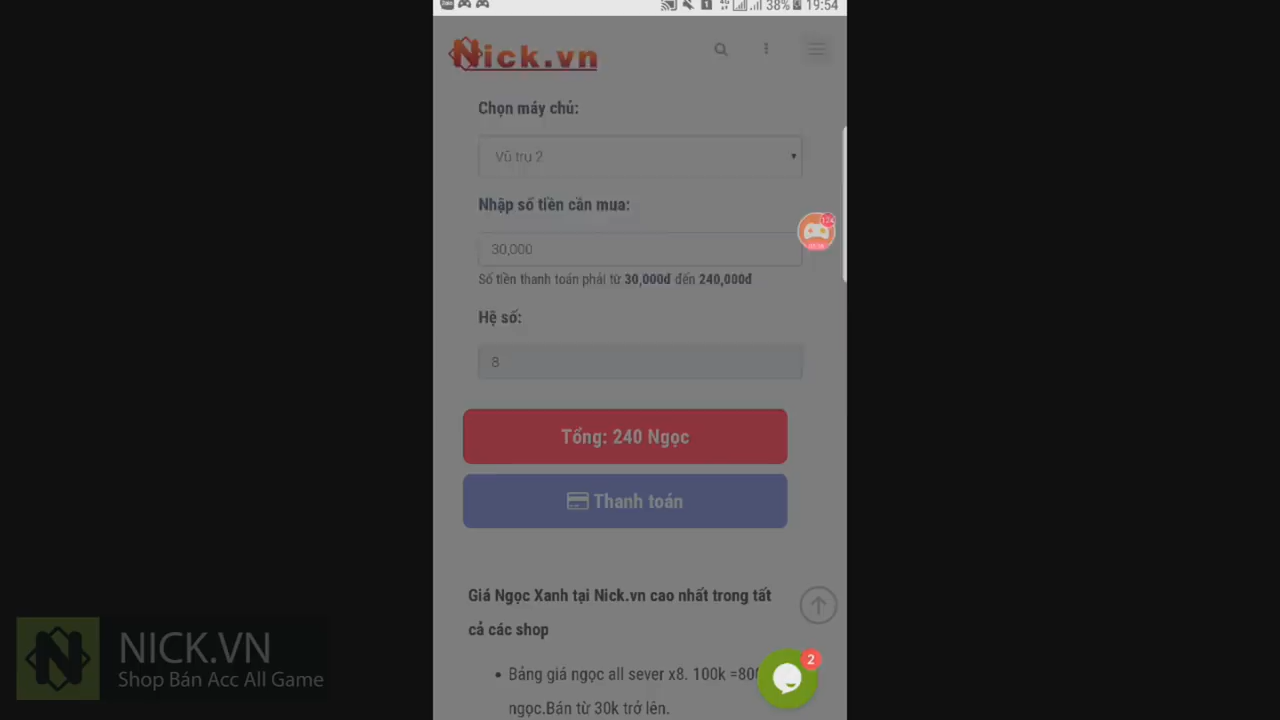 38% 19:54
Nick.vn
Chọn máy chủ:
Vũ trụ 2
Nhập số tiền cần mua:
30,000
Số tiền thanh toán phải từ 30,000đ đến 240,000đ
Hệ số:
8
Tổng: 240 Ngọc
Thanh toán
Giá Ngọc Xanh tại Nick.vn cao nhất trong tất
cả các shop
2
• Bảng giá ngọc all sever x8. 100k =800
ngọc.Bán từ 30k trở lên.
NICK.VN
Shop Bán Acc All Game